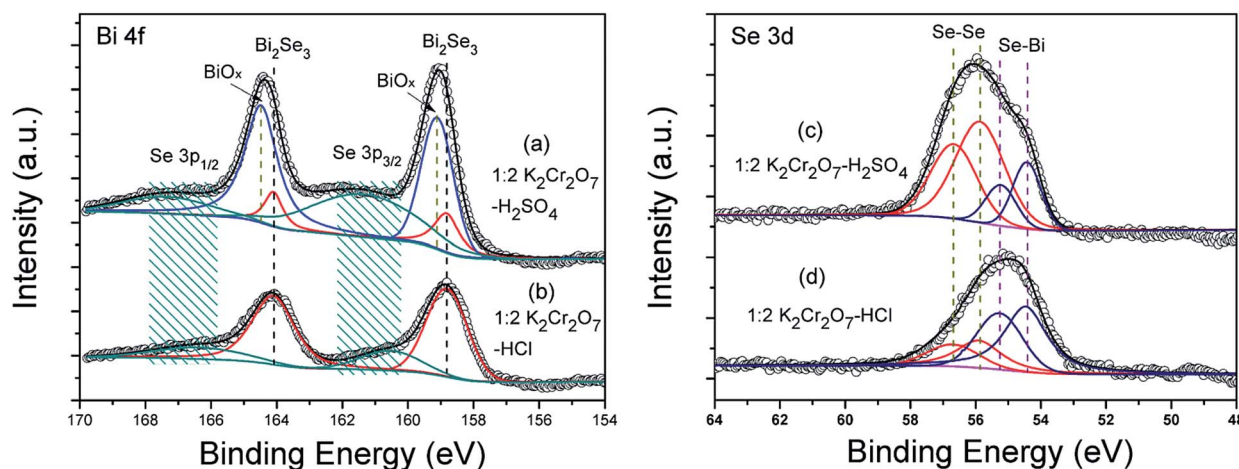 Bi 4f
Bi₂Se₃
Bi₂Se₃
BiOₓ
BiOₓ
Se 3p₁/₂
Se 3p₃/₂
(a)
1:2 K₂Cr₂O₇
-H₂SO₄
(b)
1:2 K₂Cr₂O₇
-HCl
170 168 166 164 162 160 158 156 154
Binding Energy (eV)
Intensity (a.u.)
Se 3d
Se-Se
Se-Bi
(c)
1:2 K₂Cr₂O₇-H₂SO₄
(d)
1:2 K₂Cr₂O₇-HCl
64 62 60 58 56 54 52 50 48
Binding Energy (eV)
Intensity (a.u.)